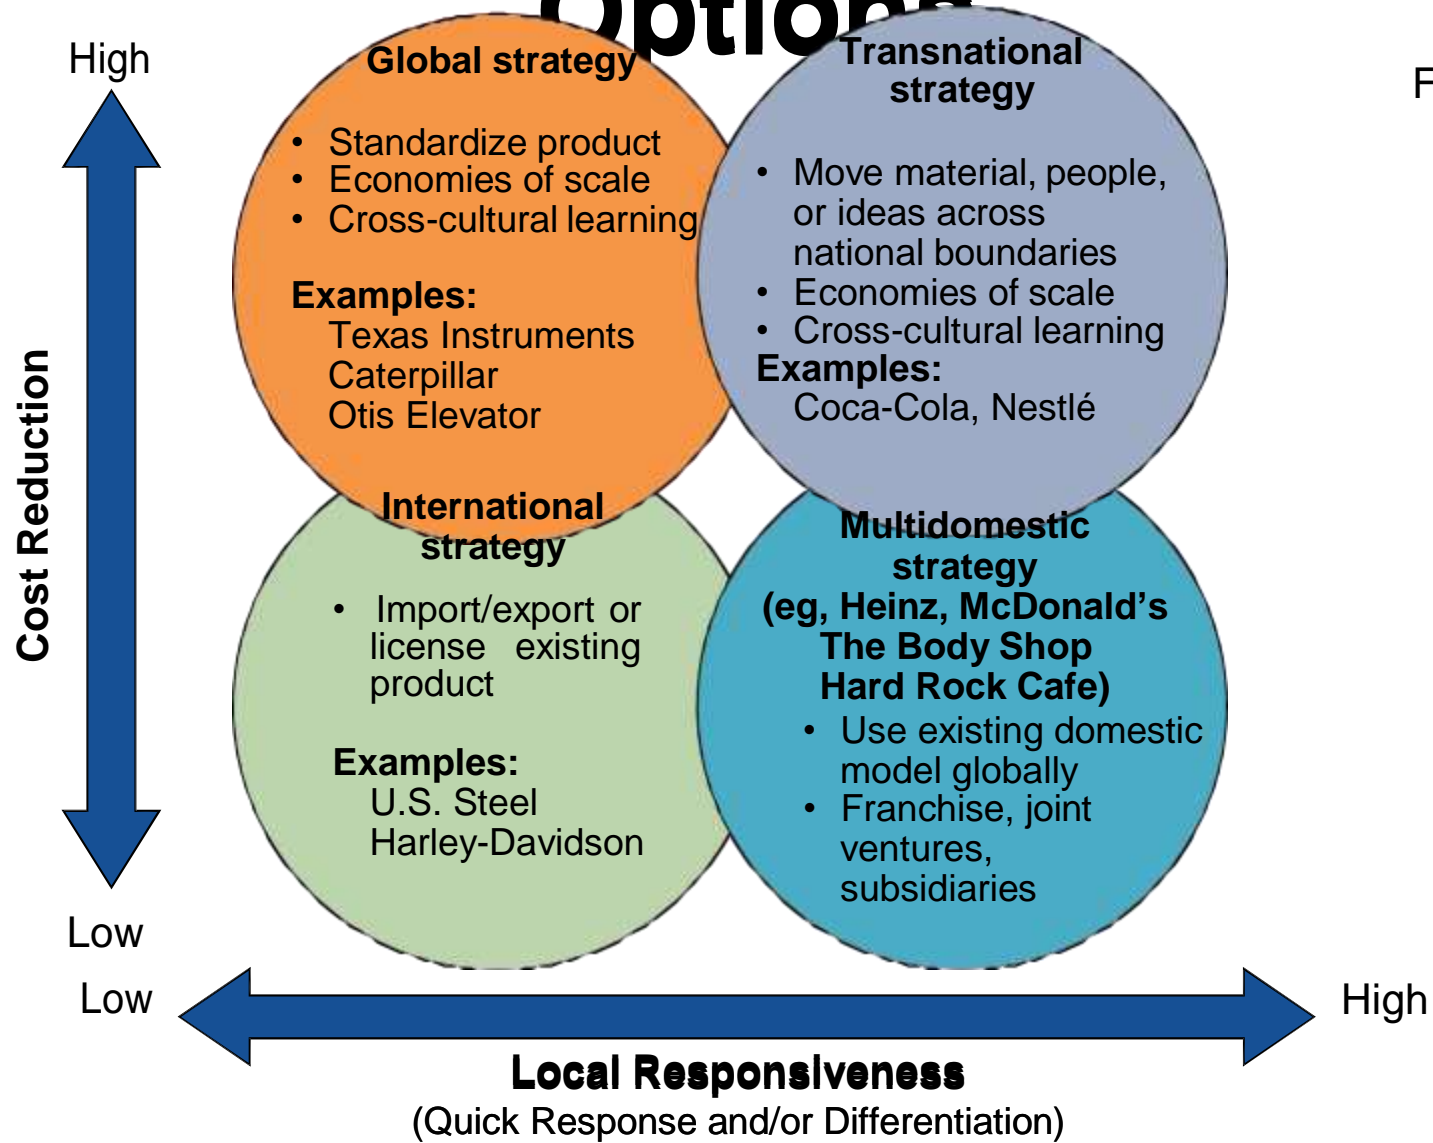 Options
High
F
Global strategy
• Standardize product
• Economies of scale
• Cross-cultural learning
Examples:
Texas Instruments
Caterpillar
Otis Elevator
Transnational
strategy
• Move material, people,
or ideas across
national boundaries
• Economies of scale
• Cross-cultural learning
Examples:
Coca-Cola, Nestlé
Cost Reduction
International
strategy
• Import/export or
license existing
product
Examples:
U.S. Steel
Harley-Davidson
Multidomestic
strategy
(eg, Heinz, McDonald’s
The Body Shop
Hard Rock Cafe)
• Use existing domestic
model globally
• Franchise, joint
ventures,
subsidiaries
Low
Low
High
Local Responsiveness
(Quick Response and/or Differentiation)